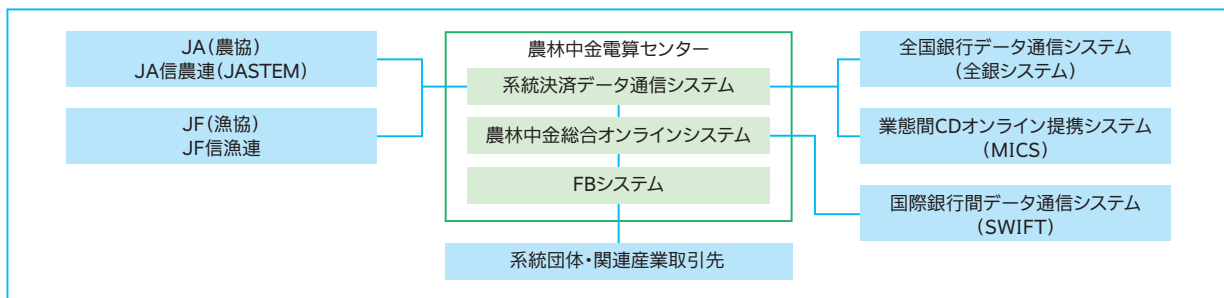 JA（農協）
JA信農連（JASTEM）
JF（漁協）
JF信漁連
農林中金電算センター
系統決済データ通信システム
農林中金総合オンラインシステム
FBシステム
系統団体・関連産業取引先
全国銀行データ通信システム
（全銀システム）
業態間CDオンライン提携システム
（MICS）
国際銀行間データ通信システム
（SWIFT）